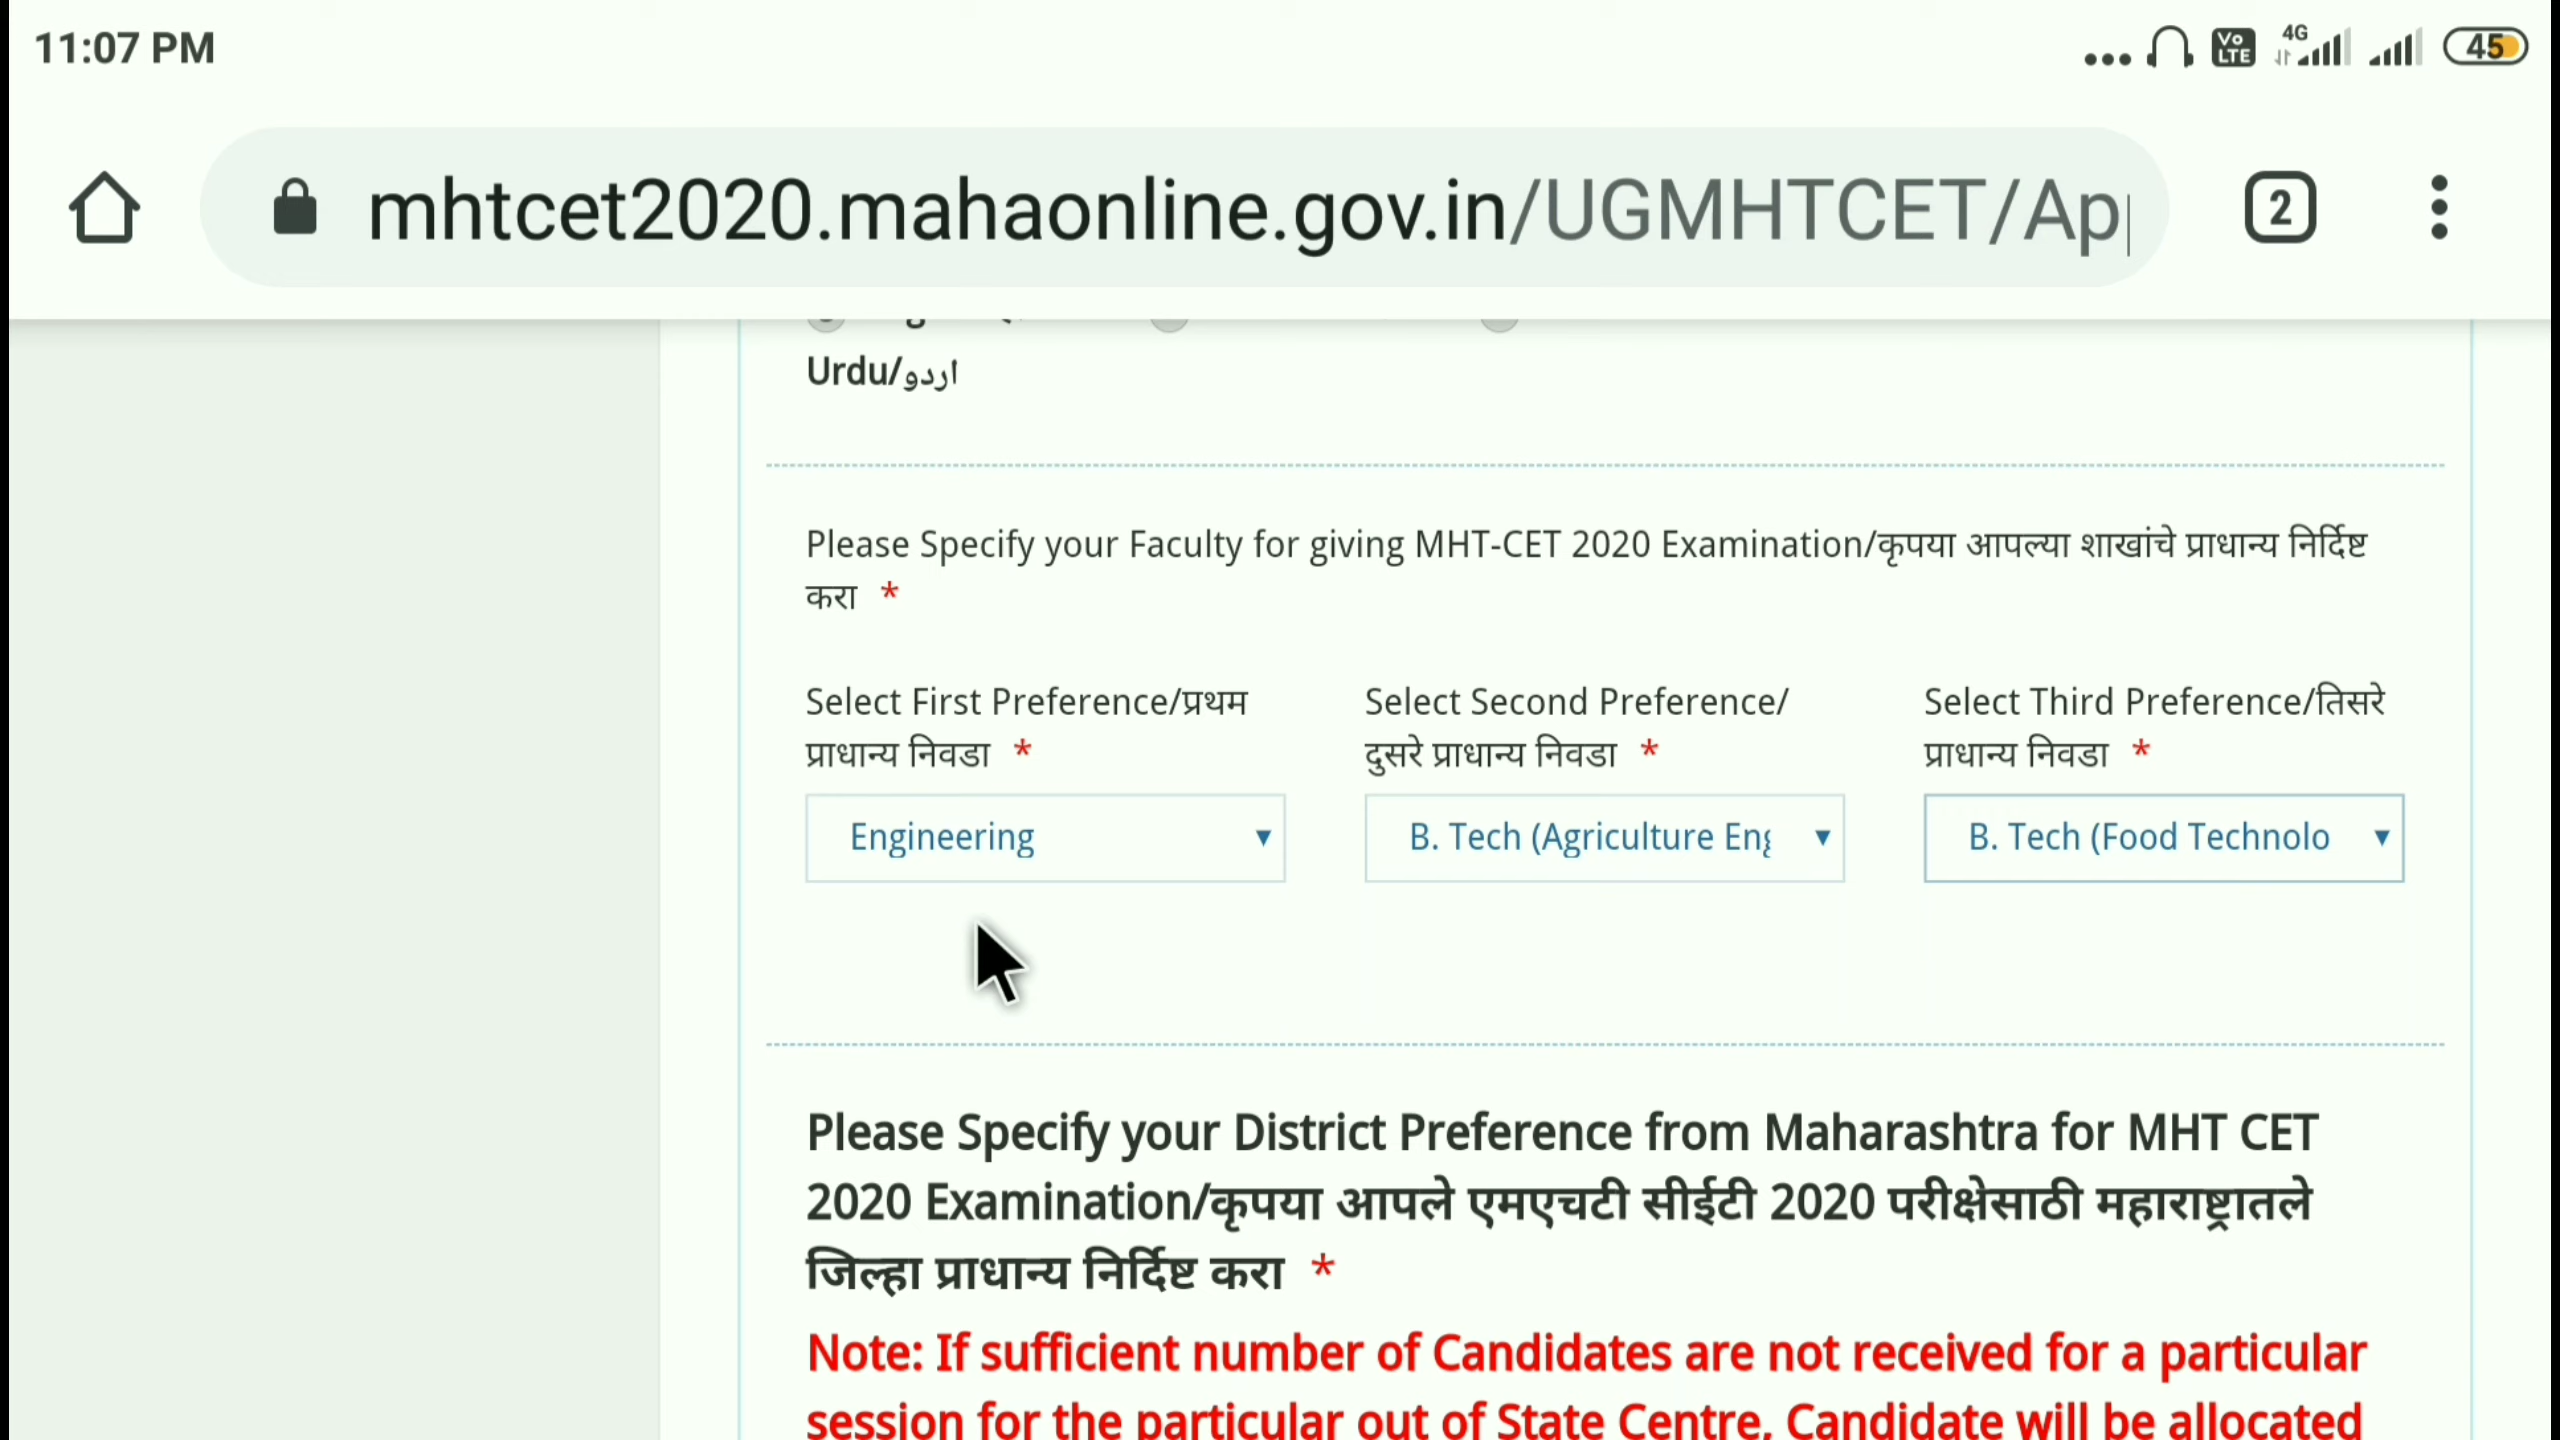 11:07 PM
Vo LTE
4G
45
mhtcet2020.mahaonline.gov.in/UGMHTCET/Ap
2
Urdu/اردو
Please Specify your Faculty for giving MHT-CET 2020 Examination/कृपया आपल्या शाखांचे प्राधान्य निर्दिष्ट
करा *
Select First Preference/प्रथम
प्राधान्य निवडा *
Engineering
Select Second Preference/
दुसरे प्राधान्य निवडा *
B. Tech (Agriculture Eng
Select Third Preference/तिसरे
प्राधान्य निवडा *
B. Tech (Food Technolo
Please Specify your District Preference from Maharashtra for MHT CET
2020 Examination/कृपया आपले एमएचटी सीईटी 2020 परीक्षेसाठी महाराष्ट्रातले
जिल्हा प्राधान्य निर्दिष्ट करा *
Note: If sufficient number of Candidates are not received for a particular
session for the particular out of State Centre, Candidate will be allocated